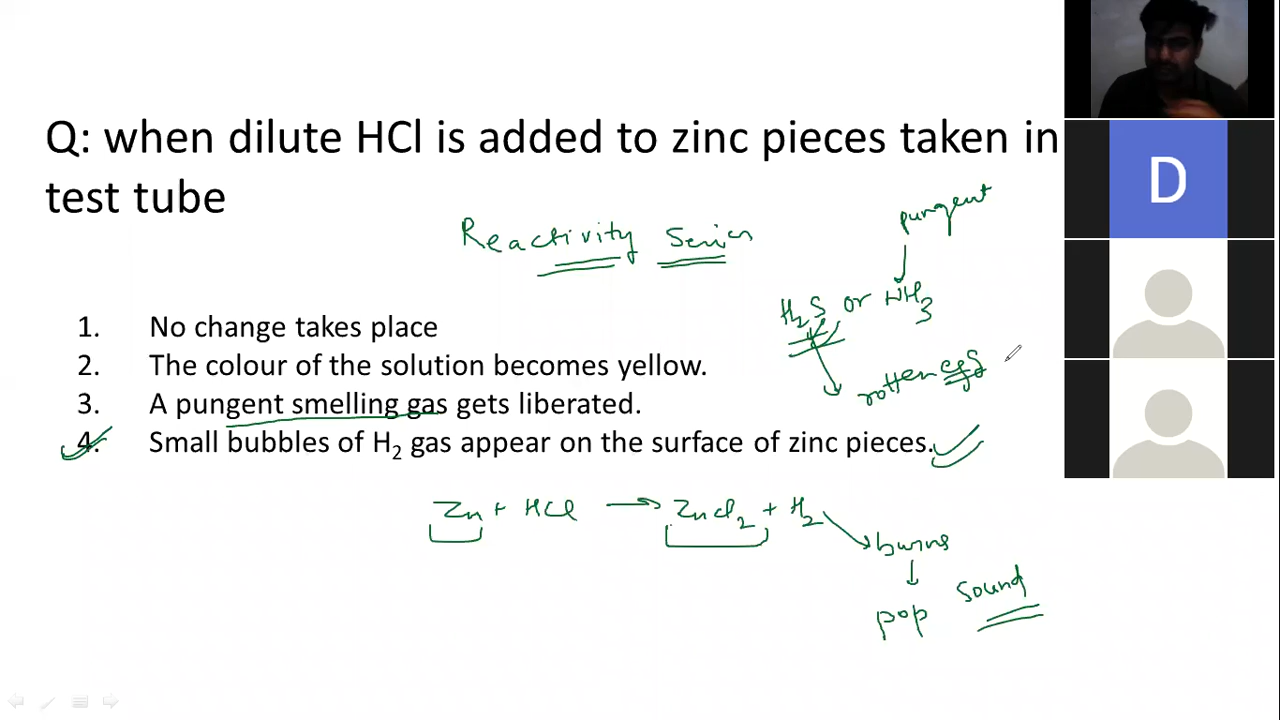 Q: when dilute HCl is added to zinc pieces taken in
test tube
Reactivity Series
pungent
H₂S or NH₃
rotten eggs
1. No change takes place
2. The colour of the solution becomes yellow.
3. A pungent smelling gas gets liberated.
4. Small bubbles of H₂ gas appear on the surface of zinc pieces.
Zn + HCl → ZnCl₂ + H₂
burns
pop sound
D